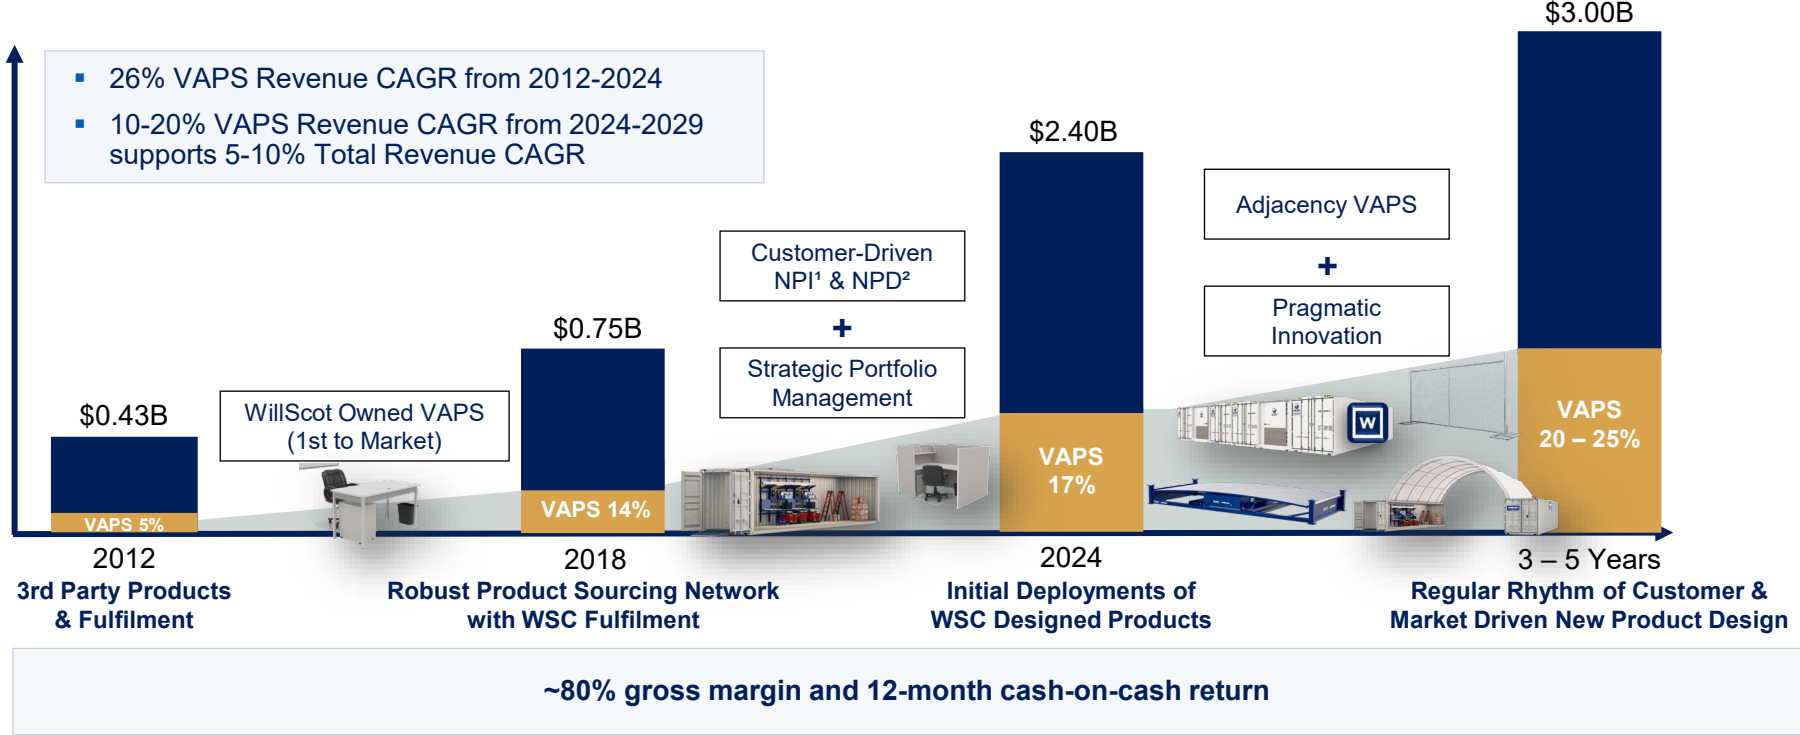 $3.00B
▪ 26% VAPS Revenue CAGR from 2012-2024
▪ 10-20% VAPS Revenue CAGR from 2024-2029
supports 5-10% Total Revenue CAGR
$2.40B
Adjacency VAPS
+
Pragmatic
Innovation
Customer-Driven
NPI¹ & NPD²
+
Strategic Portfolio
Management
$0.75B
WillScot Owned VAPS
(1st to Market)
$0.43B
VAPS 5%
VAPS 14%
VAPS
17%
W
VAPS
20 – 25%
2012
3rd Party Products
& Fulfilment
2018
Robust Product Sourcing Network
with WSC Fulfilment
2024
Initial Deployments of
WSC Designed Products
3 – 5 Years
Regular Rhythm of Customer &
Market Driven New Product Design
~80% gross margin and 12-month cash-on-cash return